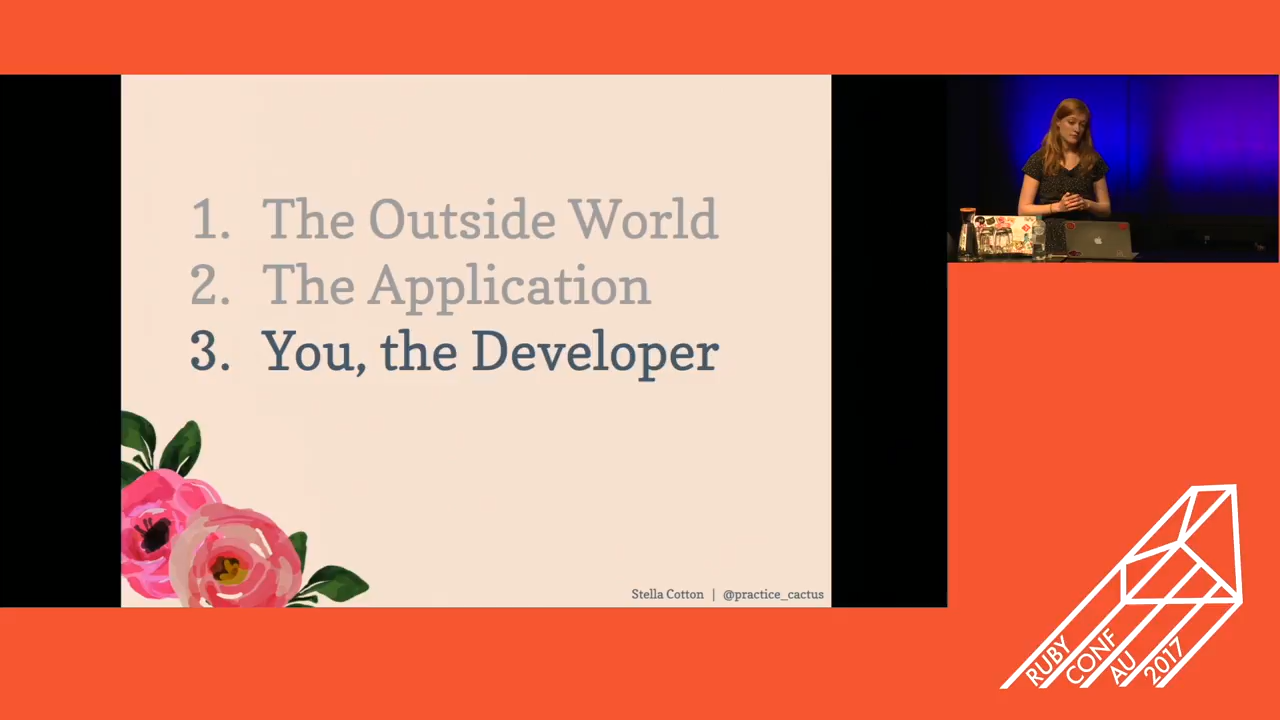 1. The Outside World
2. The Application
3. You, the Developer
Stella Cotton | @practice_cactus
RUBY
CONF
AU
2017